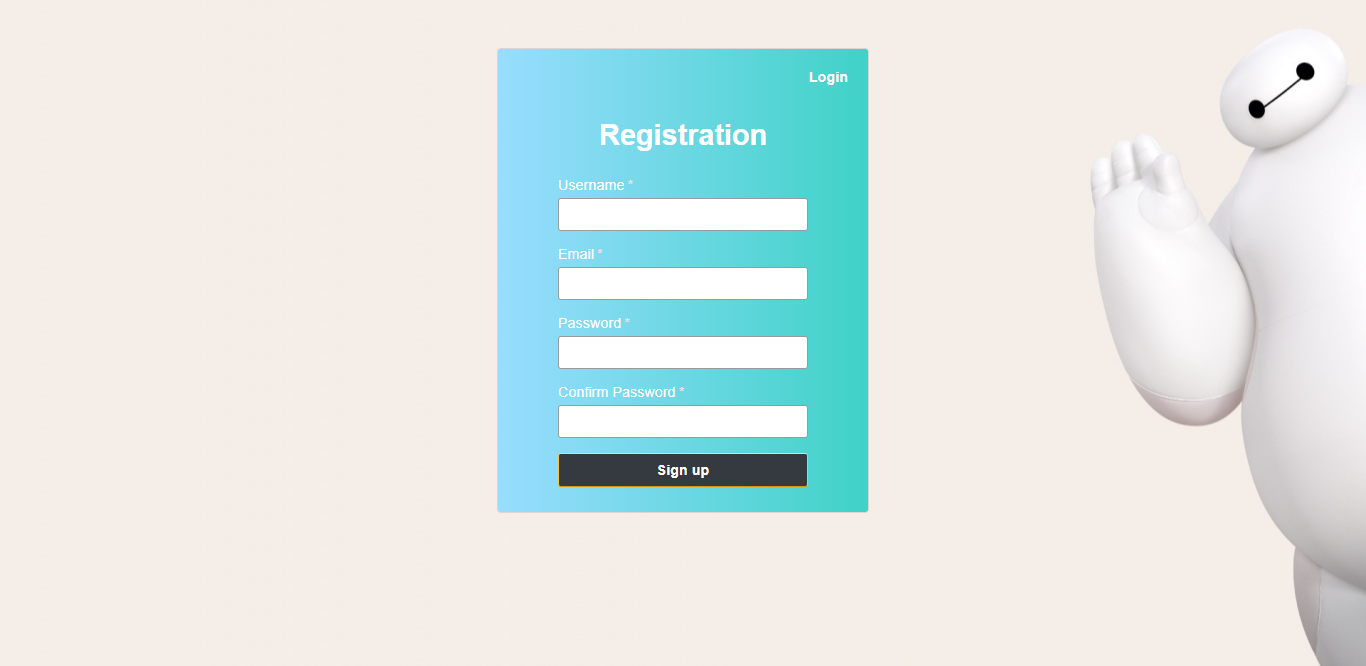 Login
Registration
Username *
Email *
Password *
Confirm Password *
Sign up